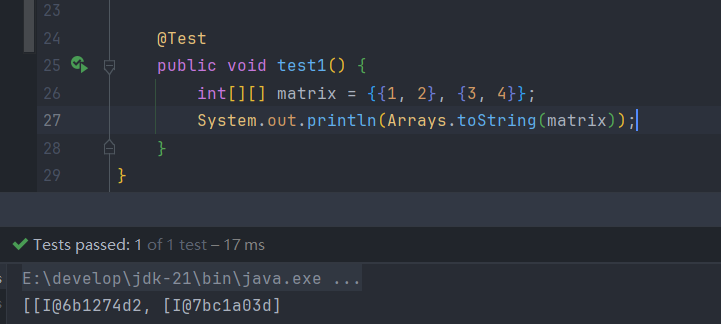 23
24 @Test
25 public void test1() {
26 int[][] matrix = {{1, 2}, {3, 4}};
27 System.out.println(Arrays.toString(matrix));
28 }
29 }
Tests passed: 1 of 1 test – 17 ms
E:\develop\jdk-21\bin\java.exe ...
[[I@6b1274d2, [I@7bc1a03d]